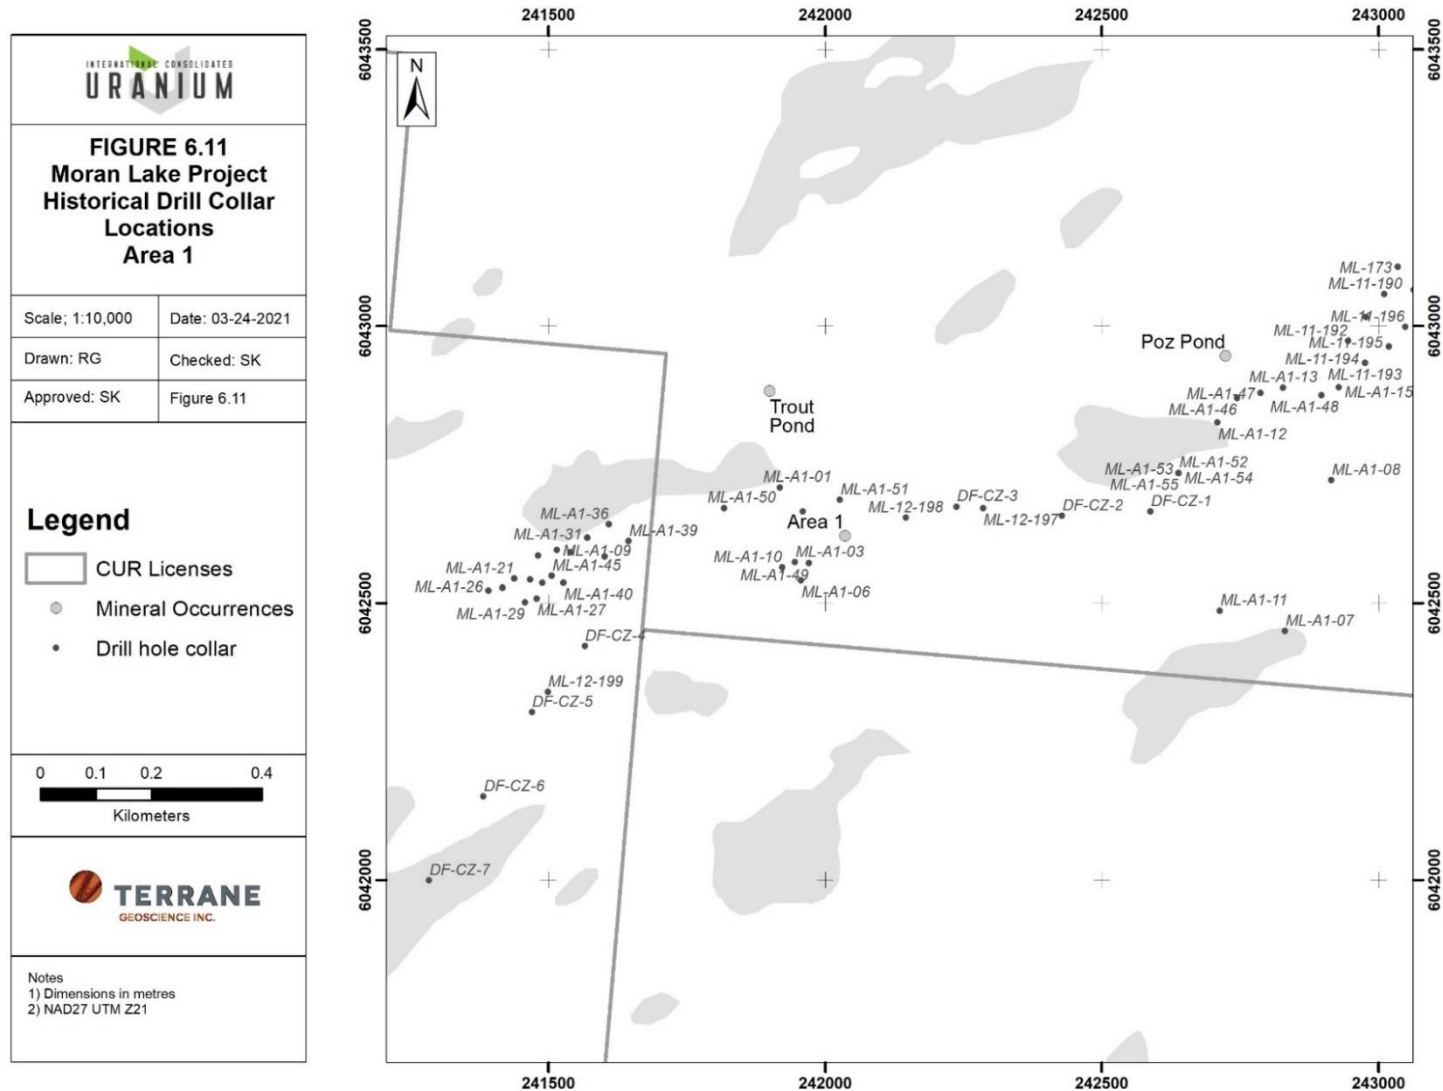 INTERNATIONAL CONSOLIDATED
URANIUM
FIGURE 6.11
Moran Lake Project
Historical Drill Collar
Locations
Area 1
Scale; 1:10,000
Date: 03-24-2021
Drawn: RG
Checked: SK
Approved: SK
Figure 6.11
Legend
CUR Licenses
Mineral Occurrences
Drill hole collar
0 0.1 0.2 0.4
Kilometers
TERRANE
GEOSCIENCE INC.
Notes
1) Dimensions in metres
2) NAD27 UTM Z21
241500 242000 242500 243000
6043500 6043500
N
ML-173
ML-11-190
6043000 6043000
ML-11-196
ML-11-192
ML-11-195
Poz Pond
ML-11-194
ML-11-193
ML-A1-13
ML-A1-15
ML-A1-47
ML-A1-48
ML-A1-46
Trout
Pond
ML-A1-12
ML-A1-01
ML-A1-53
ML-A1-52
ML-A1-08
ML-A1-55
ML-A1-54
ML-A1-50
ML-A1-51
DF-CZ-3
DF-CZ-1
ML-A1-36
ML-12-198
ML-12-197
DF-CZ-2
Area 1
ML-A1-31
ML-A1-39
ML-A1-09
ML-A1-10
ML-A1-03
ML-A1-21
ML-A1-45
ML-A1-49
ML-A1-26
ML-A1-40
ML-A1-06
ML-A1-29
ML-A1-27
6042500 6042500
ML-A1-11
ML-A1-07
DF-CZ-4
ML-12-199
DF-CZ-5
DF-CZ-6
DF-CZ-7
6042000 6042000
241500 242000 242500 243000